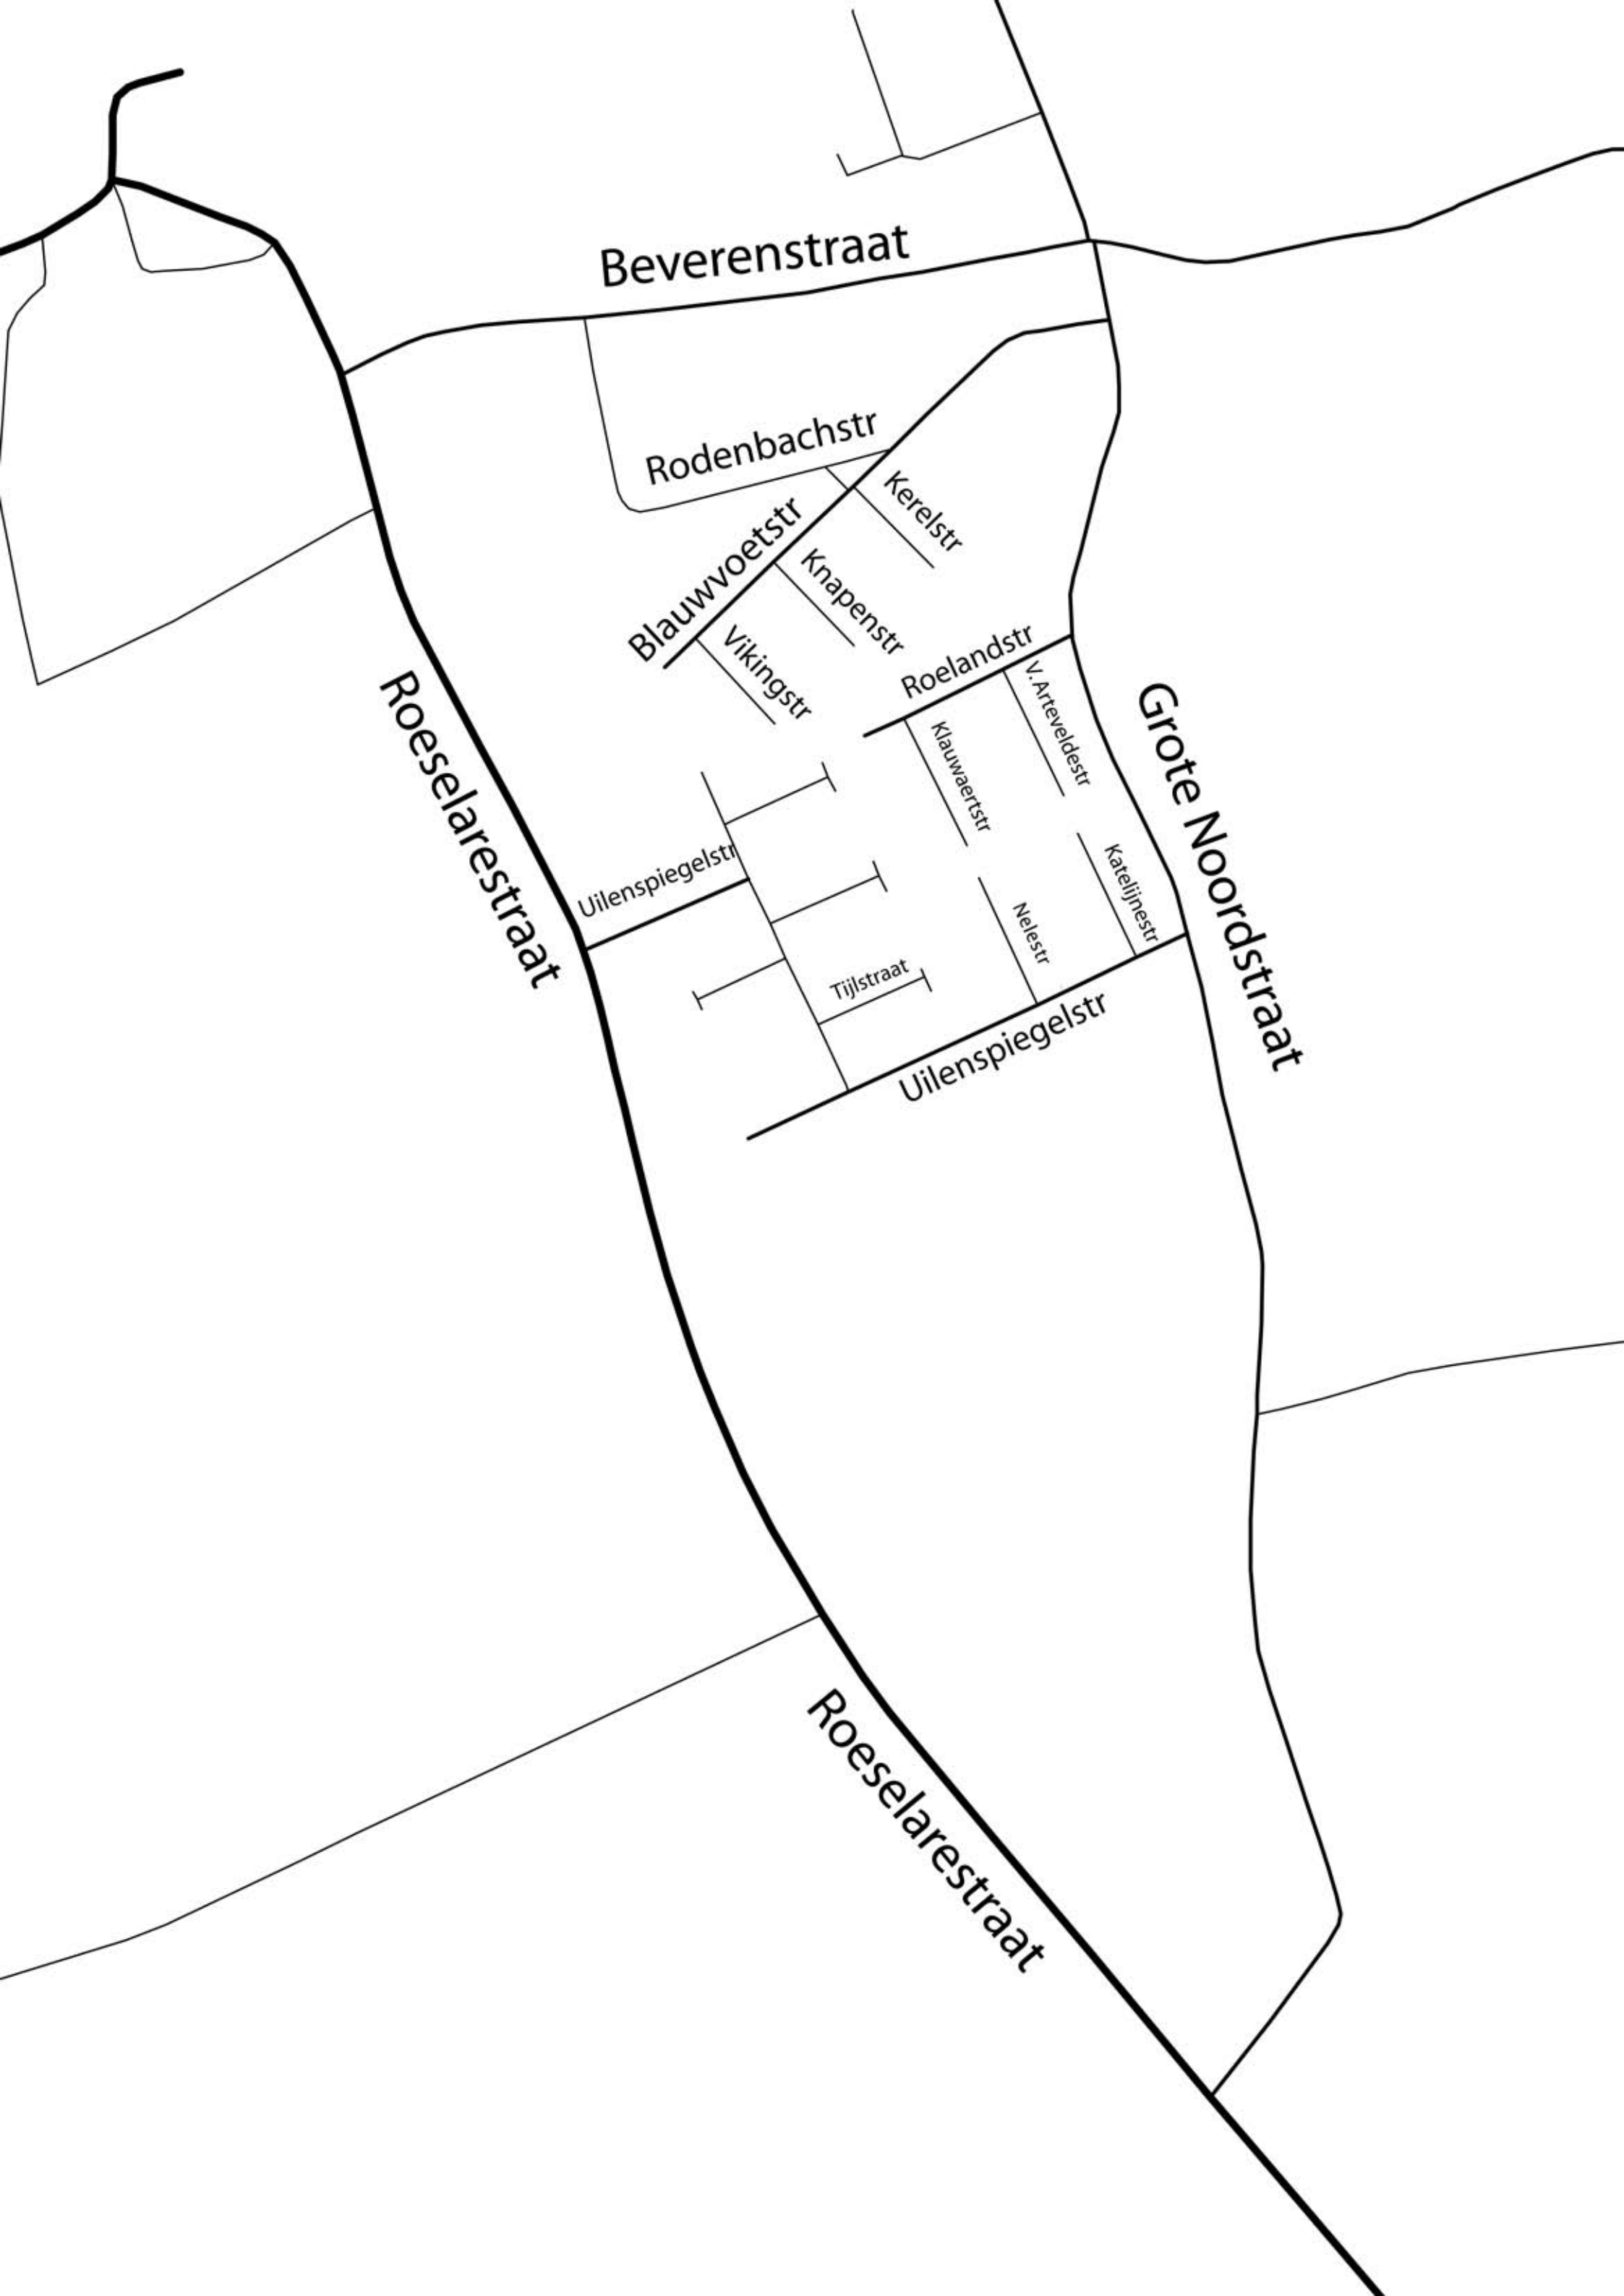 Beverenstraat
Rodenbachstr
Kerelstr
Blauwvoetstr
Knapenstr
Vikingstr
Roelandstr
V. Arteveldestr
Klauwaertstr
Grote Noordstraat
Roeselarestraat
Uilenspiegelstr
Katelijnestr
Nelestr
Tijlstraat
Uilenspiegelstr
Roeselarestraat